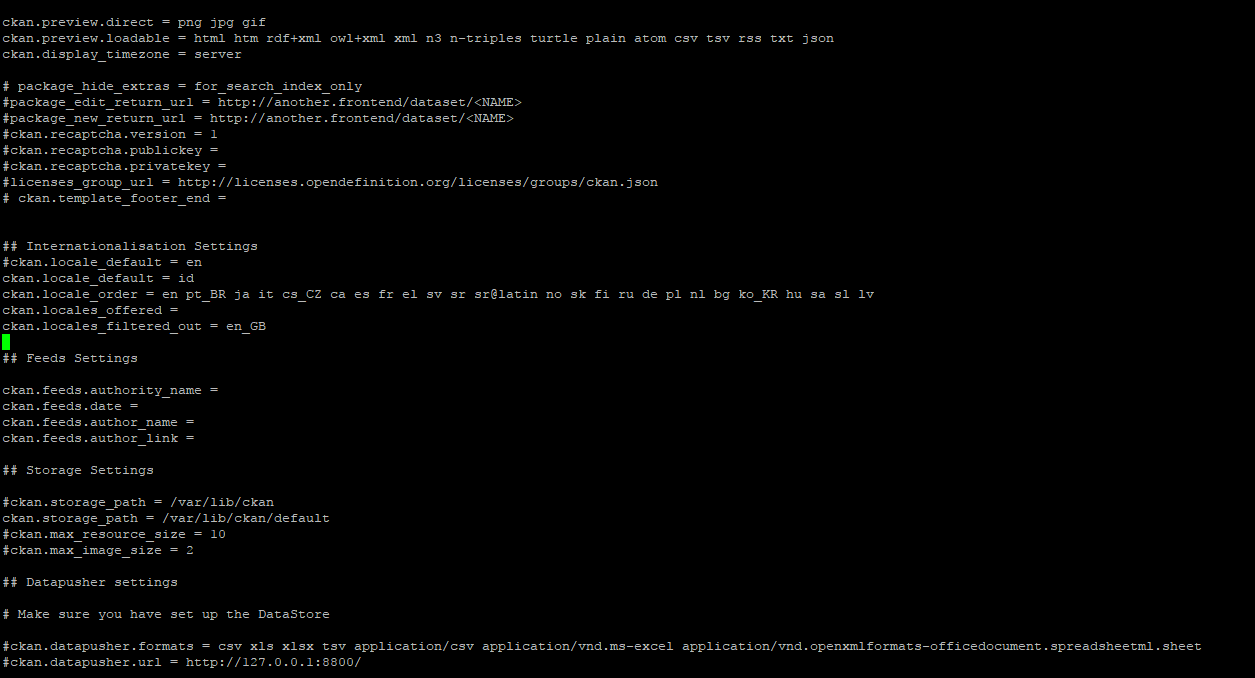 ckan.preview.direct = png jpg gif
ckan.preview.loadable = html htm rdf+xml owl+xml xml n3 n-triples turtle plain atom csv tsv rss txt json
ckan.display_timezone = server
# package_hide_extras = for_search_index_only
#package_edit_return_url = http://another.frontend/dataset/<NAME>
#package_new_return_url = http://another.frontend/dataset/<NAME>
#ckan.recaptcha.version = 1
#ckan.recaptcha.publickey =
#ckan.recaptcha.privatekey =
#licenses_group_url = http://licenses.opendefinition.org/licenses/groups/ckan.json
# ckan.template_footer_end =
## Internationalisation Settings
#ckan.locale_default = en
ckan.locale_default = id
ckan.locale_order = en pt_BR ja it cs_CZ ca es fr el sv sr sr@latin no sk fi ru de pl nl bg ko_KR hu sa sl lv
ckan.locales_offered =
ckan.locales_filtered_out = en_GB
## Feeds Settings
ckan.feeds.authority_name =
ckan.feeds.date =
ckan.feeds.author_name =
ckan.feeds.author_link =
## Storage Settings
#ckan.storage_path = /var/lib/ckan
ckan.storage_path = /var/lib/ckan/default
#ckan.max_resource_size = 10
#ckan.max_image_size = 2
## Datapusher settings
# Make sure you have set up the DataStore
#ckan.datapusher.formats = csv xls xlsx tsv application/csv application/vnd.ms-excel application/vnd.openxmlformats-officedocument.spreadsheetml.sheet
#ckan.datapusher.url = http://127.0.0.1:8800/